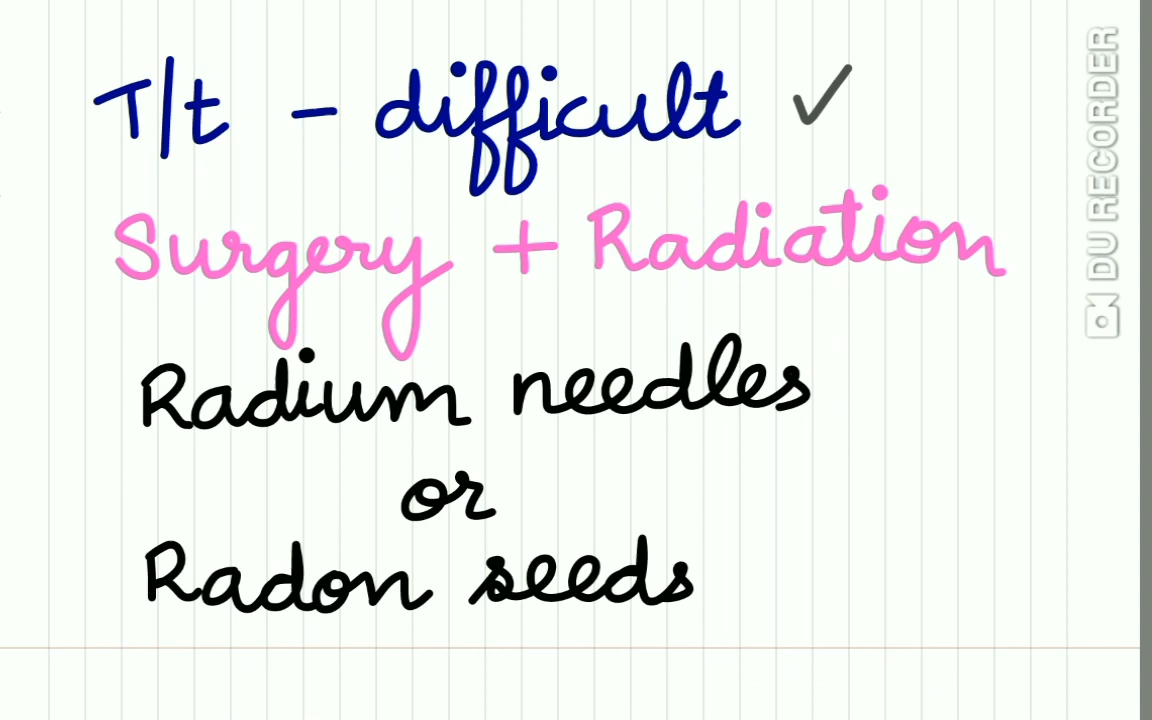 T/t - difficult ✓
Surgery + Radiation
Radium needles
or
Radon seeds
DU RECORDER